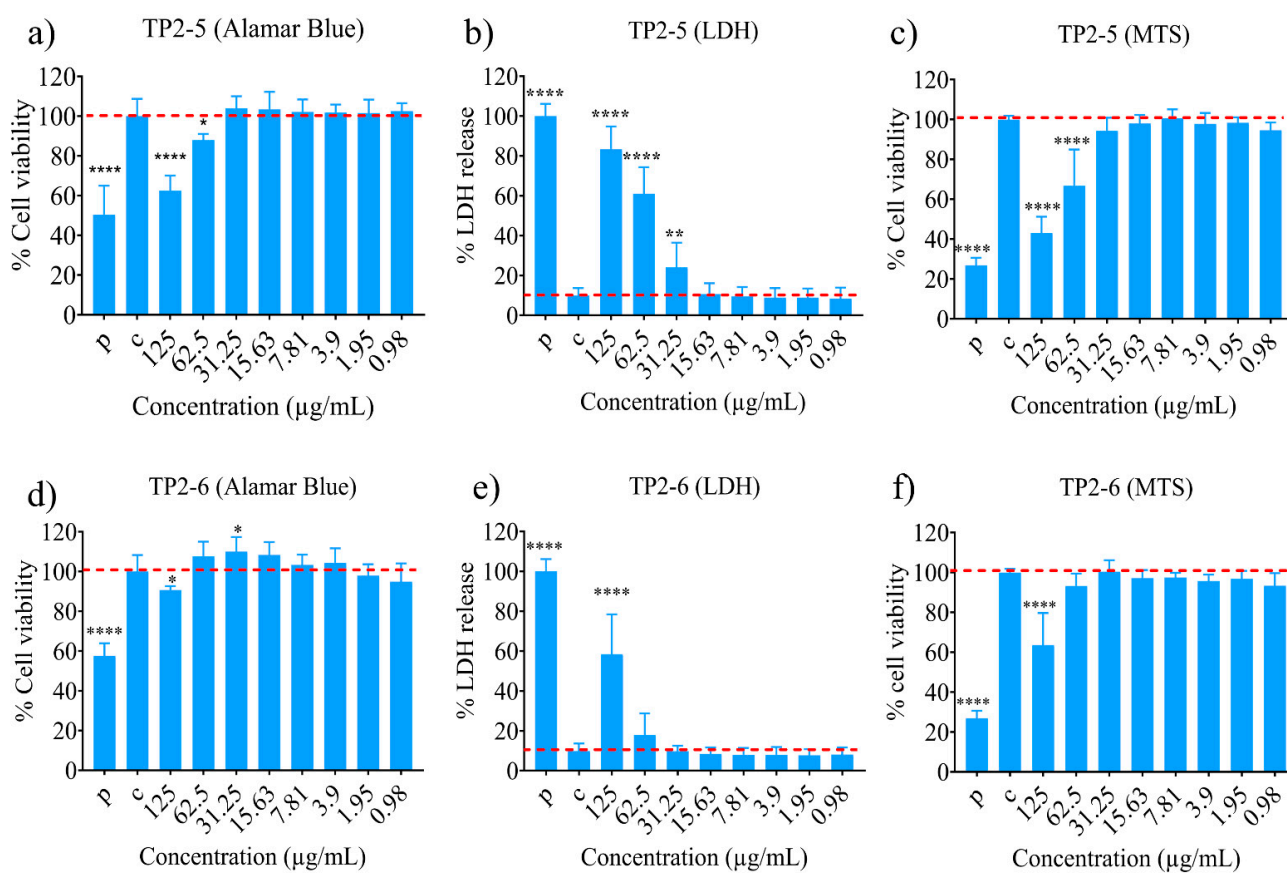 a)
TP2-5 (Alamar Blue)
% Cell viability
120
100
80
60
40
20
0
****
****
*
p
c
125
62.5
31.25
15.63
7.81
3.9
1.95
0.98
Concentration (µg/mL)
b)
TP2-5 (LDH)
% LDH release
120
100
80
60
40
20
0
****
****
****
**
p
c
125
62.5
31.25
15.63
7.81
3.9
1.95
0.98
Concentration (µg/mL)
c)
TP2-5 (MTS)
% Cell viability
120
100
80
60
40
20
0
****
****
****
p
c
125
62.5
31.25
15.63
7.81
3.9
1.95
0.98
Concentration (µg/mL)
d)
TP2-6 (Alamar Blue)
% Cell viability
120
100
80
60
40
20
0
****
*
*
p
c
125
62.5
31.25
15.63
7.81
3.9
1.95
0.98
Concentration (µg/mL)
e)
TP2-6 (LDH)
% LDH release
120
100
80
60
40
20
0
****
****
p
c
125
62.5
31.25
15.63
7.81
3.9
1.95
0.98
Concentration (µg/mL)
f)
TP2-6 (MTS)
% cell viability
120
100
80
60
40
20
0
****
****
p
c
125
62.5
31.25
15.63
7.81
3.9
1.95
0.98
Concentration (µg/mL)